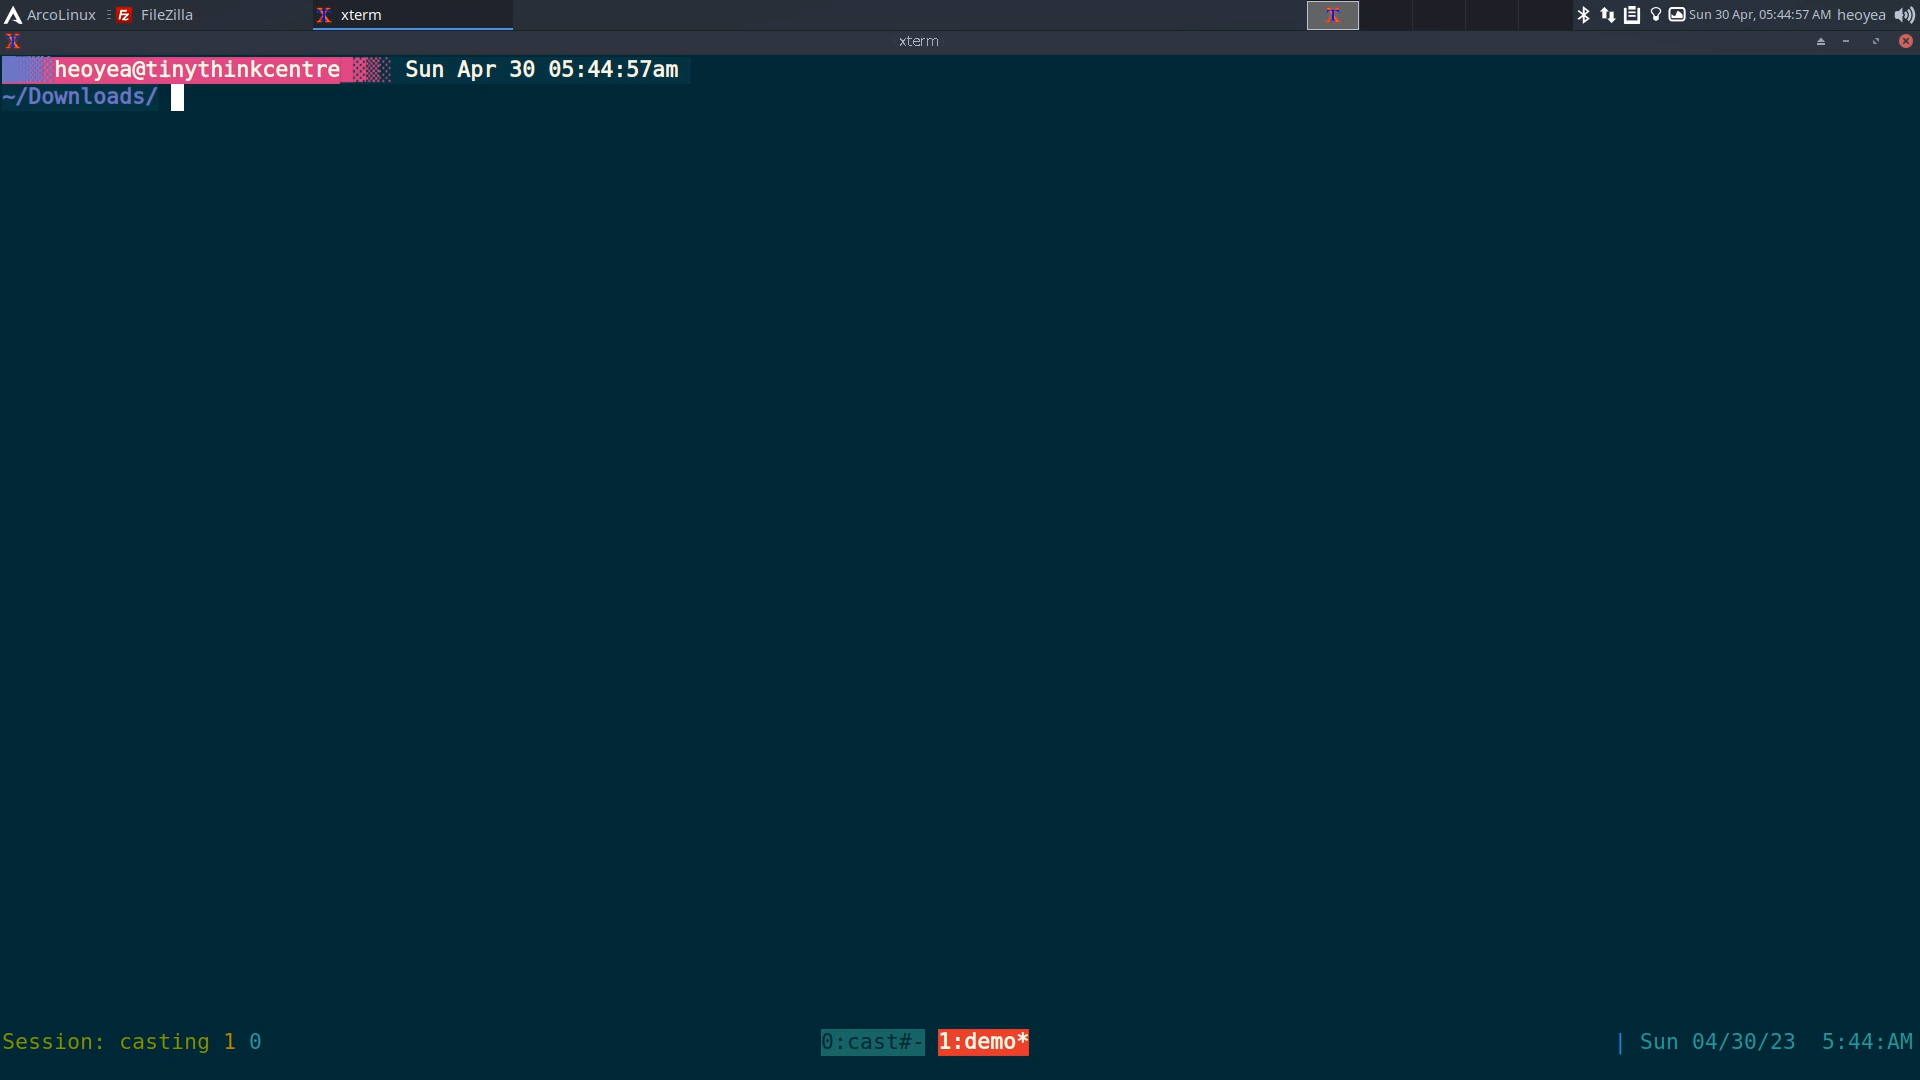 ArcoLinux FileZilla xterm Sun 30 Apr, 05:44:57 AM heoyea
xterm
heoyea@tinythinkcentre Sun Apr 30 05:44:57am
~/Downloads/
Session: casting 1 0 0:cast#- 1:demo* | Sun 04/30/23 5:44:AM